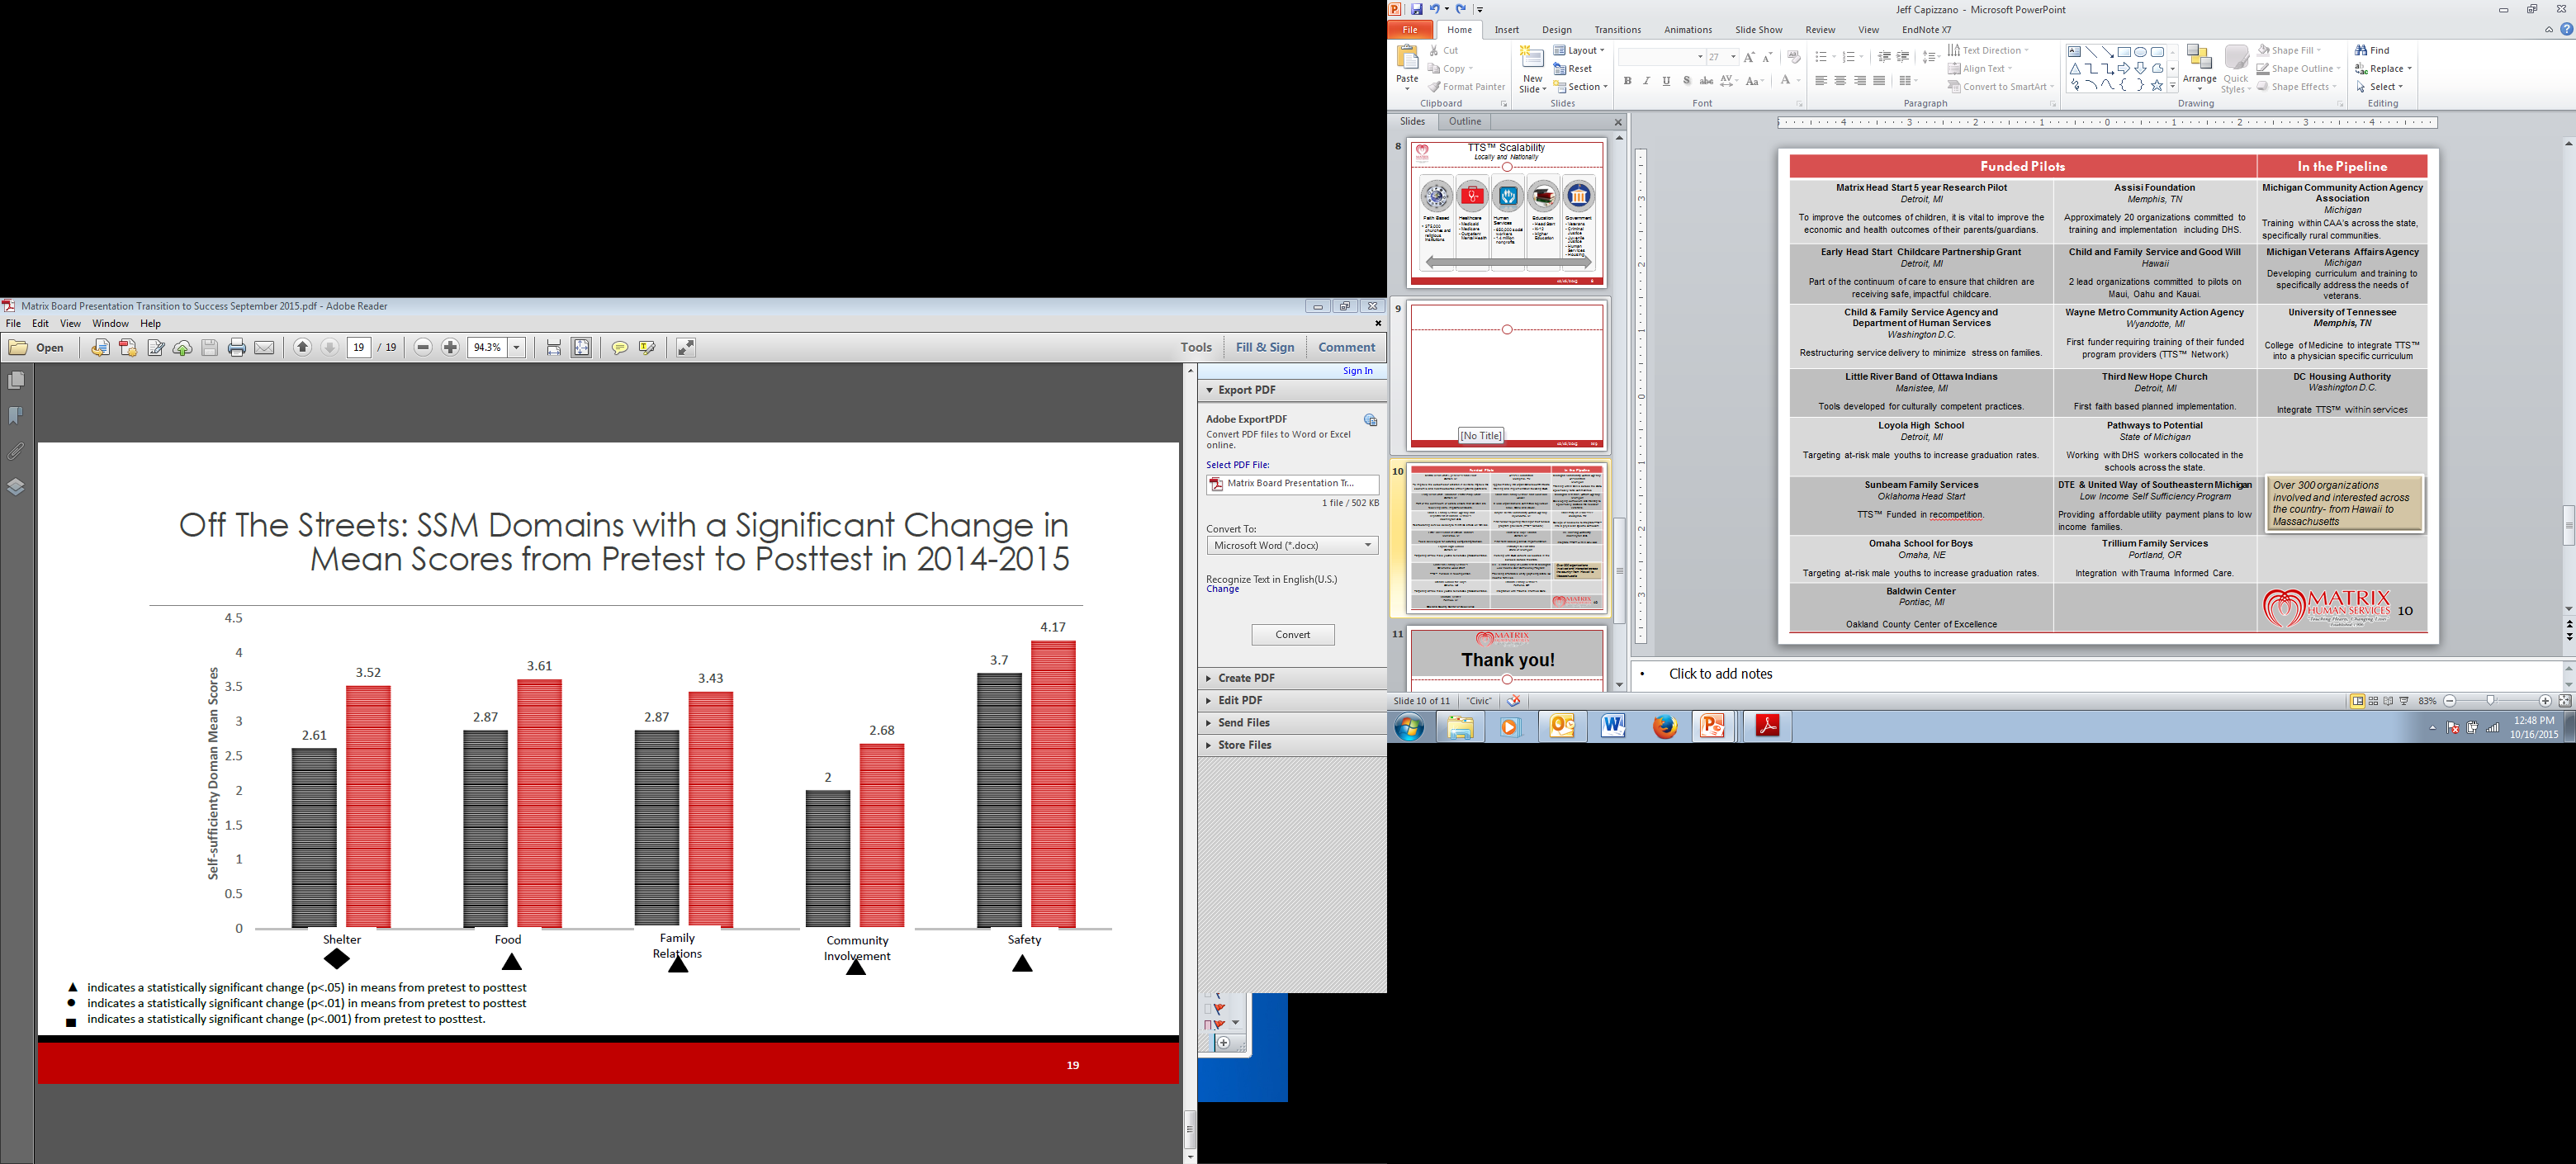 Matrix Board Presentation Transition to Success September 2015.pdf - Adobe Reader
File Edit View Window Help
Open
19 / 19
94.3%
Tools Fill & Sign Comment
Sign In
Export PDF
Adobe ExportPDF
Convert PDF files to Word or Excel
online.
Select PDF File:
Matrix Board Presentation Tr...
1 file / 502 KB
Convert To:
Microsoft Word (*.docx)
Recognize Text in English(U.S.)
Change
Convert
Create PDF
Edit PDF
Send Files
Store Files
Off The Streets: SSM Domains with a Significant Change in
Mean Scores from Pretest to Posttest in 2014-2015
Self-sufficienty Doman Mean Scores
4.5
4
3.5
3
2.5
2
1.5
1
0.5
0
2.61 3.52
2.87 3.61
2.87 3.43
2 2.68
3.7 4.17
Shelter
Food
Family
Relations
Community
Involvement
Safety
▲ indicates a statistically significant change (p<.05) in means from pretest to posttest
● indicates a statistically significant change (p<.01) in means from pretest to posttest
■ indicates a statistically significant change (p<.001) from pretest to posttest.
19
Jeff Capizzano - Microsoft PowerPoint
File Home Insert Design Transitions Animations Slide Show Review View EndNote X7
Paste
Cut
Copy
Format Painter
Clipboard
New
Slide
Layout
Reset
Section
Slides
27
Font
Text Direction
Align Text
Convert to SmartArt
Paragraph
Arrange
Quick
Styles
Shape Fill
Shape Outline
Shape Effects
Drawing
Find
Replace
Select
Editing
Slides Outline
8
TTS™ Scalability
Locally and Nationally
Faith Based
Healthcare
Human
Services
Education
Government
9
[No Title]
10
11
MATRIX
Thank you!
Funded Pilots
In the Pipeline
Matrix Head Start 5 year Research Pilot
Detroit, MI
To improve the outcomes of children, it is vital to improve the
economic and health outcomes of their parents/guardians.
Assisi Foundation
Memphis, TN
Approximately 20 organizations committed to
training and implementation including DHS.
Michigan Community Action Agency
Association
Michigan
Training within CAA's across the state,
specifically rural communities.
Early Head Start Childcare Partnership Grant
Detroit, MI
Part of the continuum of care to ensure that children are
receiving safe, impactful childcare.
Child and Family Service and Good Will
Hawaii
2 lead organizations committed to pilots on
Maui, Oahu and Kauai.
Michigan Veterans Affairs Agency
Michigan
Developing curriculum and training to
specifically address the needs of
veterans.
Child & Family Service Agency and
Department of Human Services
Washington D.C.
Restructuring service delivery to minimize stress on families.
Wayne Metro Community Action Agency
Wyandotte, MI
First funder requiring training of their funded
program providers (TTS™ Network)
University of Tennessee
Memphis, TN
College of Medicine to integrate TTS™
into a physician specific curriculum
Little River Band of Ottawa Indians
Manistee, MI
Tools developed for culturally competent practices.
Third New Hope Church
Detroit, MI
First faith based planned implementation.
DC Housing Authority
Washington D.C.
Integrate TTS™ within services
Loyola High School
Detroit, MI
Targeting at-risk male youths to increase graduation rates.
Pathways to Potential
State of Michigan
Working with DHS workers collocated in the
schools across the state.
Sunbeam Family Services
Oklahoma Head Start
TTS™ Funded in recompetition.
DTE & United Way of Southeastern Michigan
Low Income Self Sufficiency Program
Providing affordable utility payment plans to low
income families.
Over 300 organizations
involved and interested across
the country- from Hawaii to
Massachusetts
Omaha School for Boys
Omaha, NE
Targeting at-risk male youths to increase graduation rates.
Trillium Family Services
Portland, OR
Integration with Trauma Informed Care.
Baldwin Center
Pontiac, MI
Oakland County Center of Excellence
MATRIX
HUMAN SERVICES
10
Click to add notes
Slide 10 of 11 "Civic"
83%
12:48 PM
10/16/2015